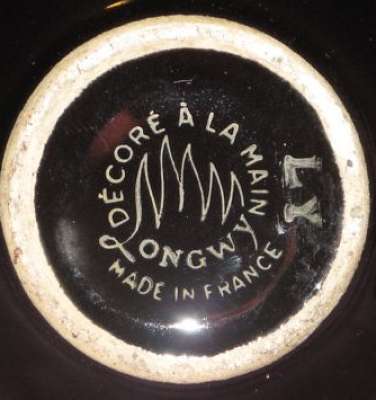 DÉCORÉ À LA MAIN
LONGWY
MADE IN FRANCE
LY